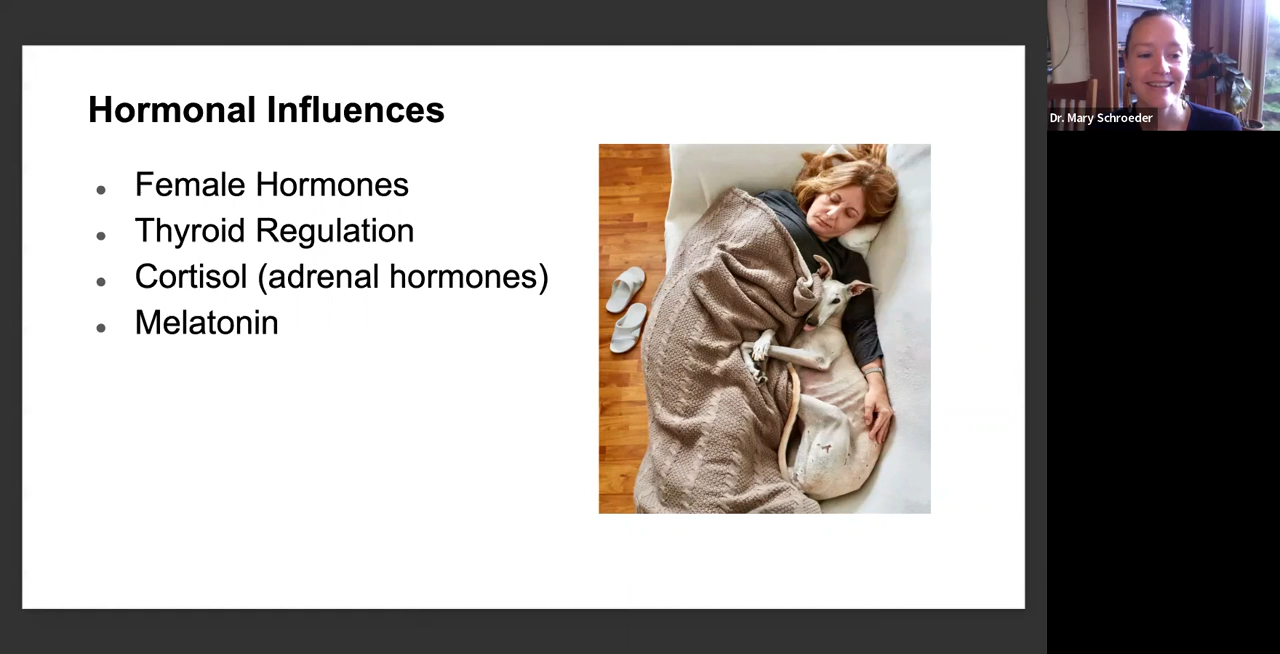 Hormonal Influences
Female Hormones
Thyroid Regulation
Cortisol (adrenal hormones)
Melatonin
Dr. Mary Schroeder